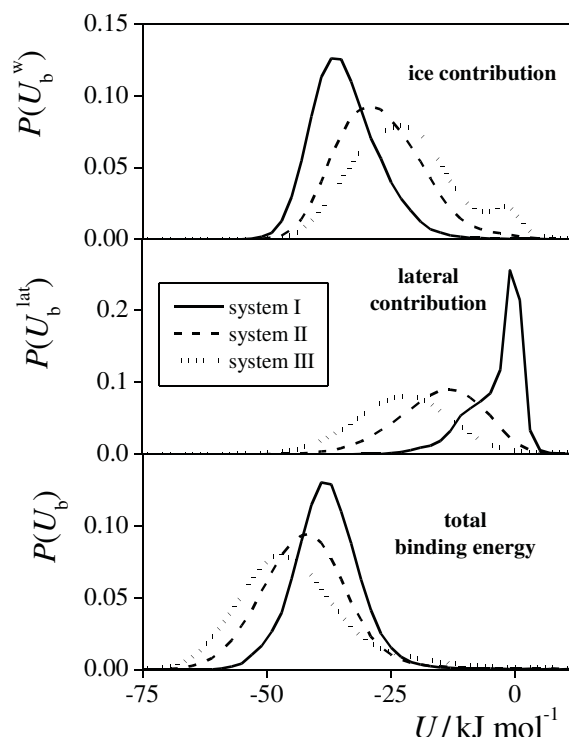 0.15
P(U_b^w)
ice contribution
0.10
0.05
0.00
P(U_b^lat)
lateral
contribution
0.2
system I
system II
system III
0.1
0.0
P(U_b)
total
binding energy
0.10
0.05
0.00
-75
-50
-25
0
U / kJ mol^-1